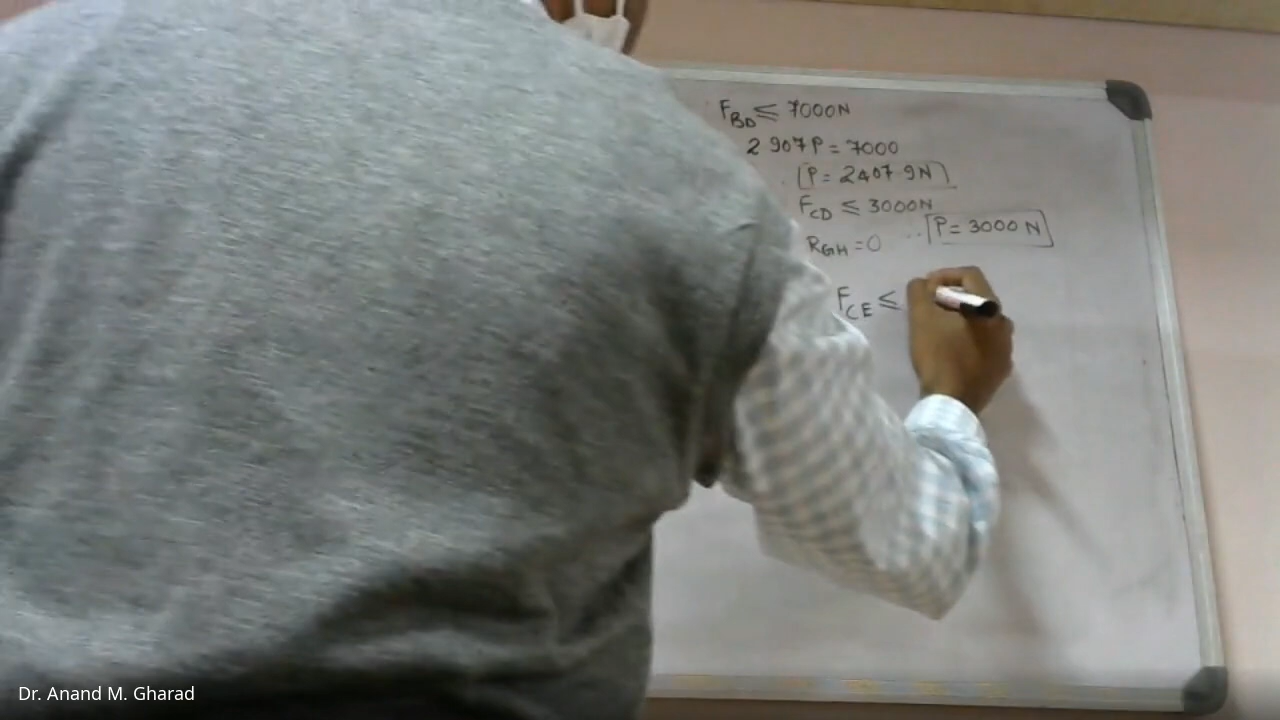 F_BD ≤ 7000N
2 907P = 7000
P = 2407.9N
F_CD ≤ 3000N
R_GH = 0 ∴ P = 3000 N
F_CE ≤
Dr. Anand M. Gharad